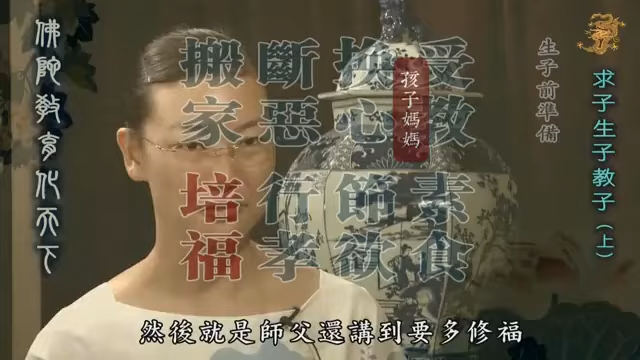 求子生子教子(上)
生子前準備
受教
換心
斷惡
搬家
素食
節欲
行孝
培福
孩子媽媽
佛陀教育化天下
然後就是師父還講到要多修福